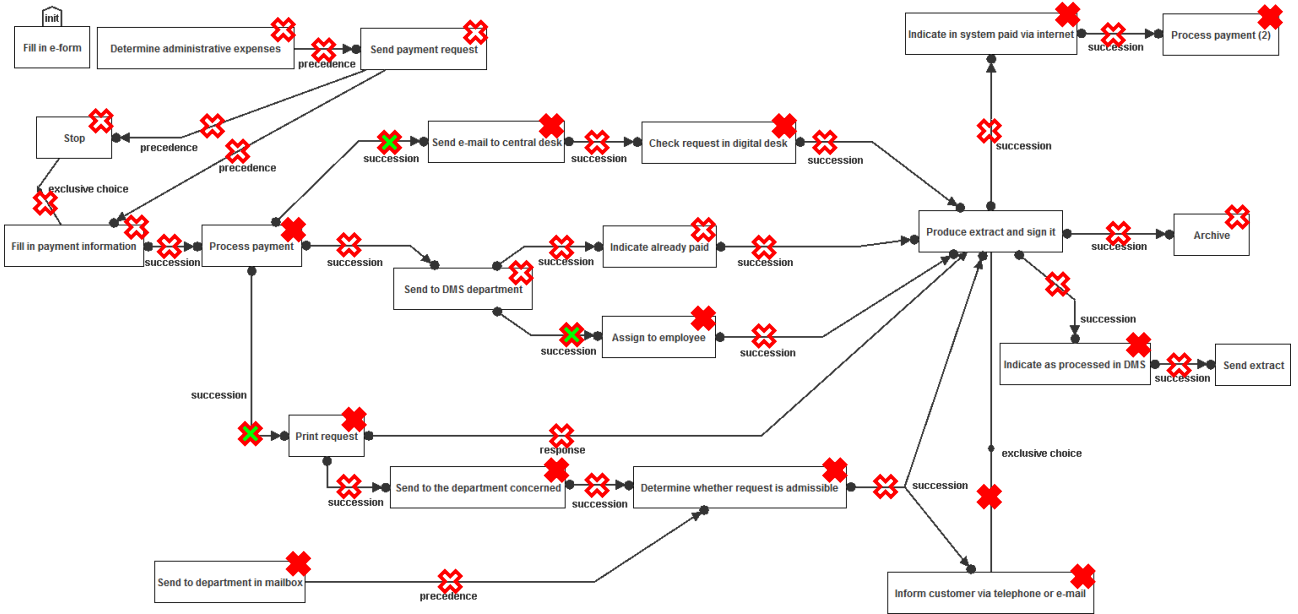 init
Fill in e-form
Determine administrative expenses
precedence
Send payment request
Indicate in system paid via internet
succession
Process payment (2)
Stop
precedence
precedence
exclusive choice
succession
Send e-mail to central desk
succession
Check request in digital desk
succession
succession
Fill in payment information
succession
Process payment
succession
Send to DMS department
succession
Indicate already paid
succession
Produce extract and sign it
succession
Archive
succession
Assign to employee
succession
succession
Indicate as processed in DMS
succession
Send extract
succession
Print request
response
exclusive choice
succession
Send to the department concerned
succession
Determine whether request is admissible
succession
Send to department in mailbox
precedence
Inform customer via telephone or e-mail